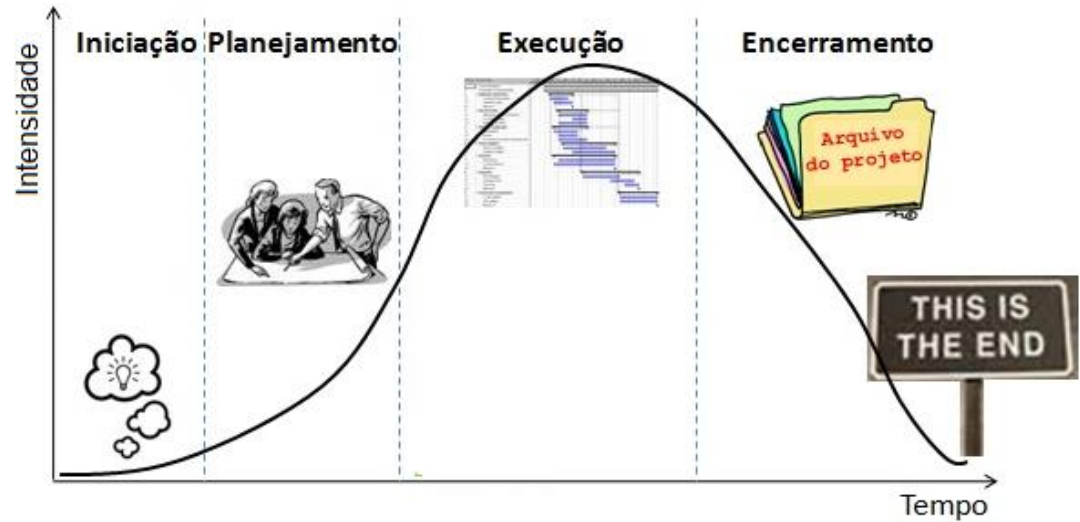 Iniciação Planejamento Execução Encerramento
Intensidade
Arquivo
do projeto
THIS IS
THE END
Tempo